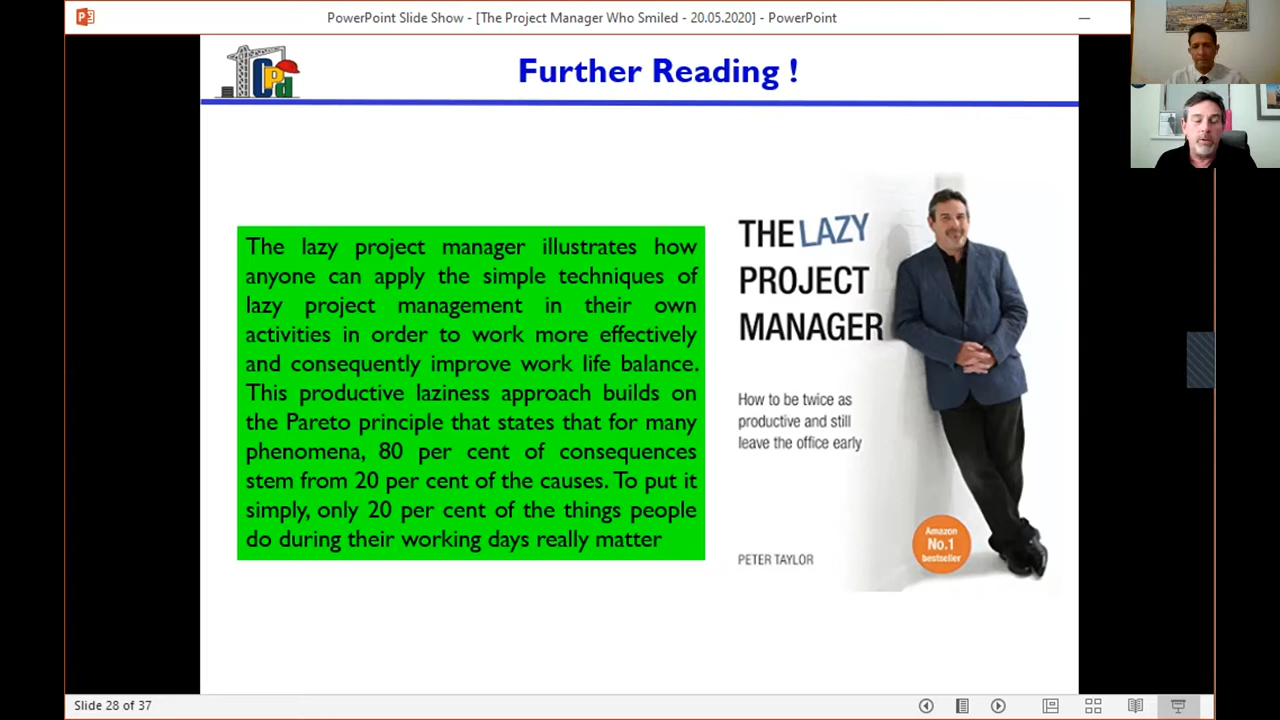 PowerPoint Slide Show - [The Project Manager Who Smiled - 20.05.2020] - PowerPoint
CPd
Further Reading !
The lazy project manager illustrates how
anyone can apply the simple techniques of
lazy project management in their own
activities in order to work more effectively
and consequently improve work life balance.
This productive laziness approach builds on
the Pareto principle that states that for many
phenomena, 80 per cent of consequences
stem from 20 per cent of the causes. To put it
simply, only 20 per cent of the things people
do during their working days really matter
THE LAZY
PROJECT
MANAGER
How to be twice as
productive and still
leave the office early
Amazon
No.1
bestseller
PETER TAYLOR
Slide 28 of 37